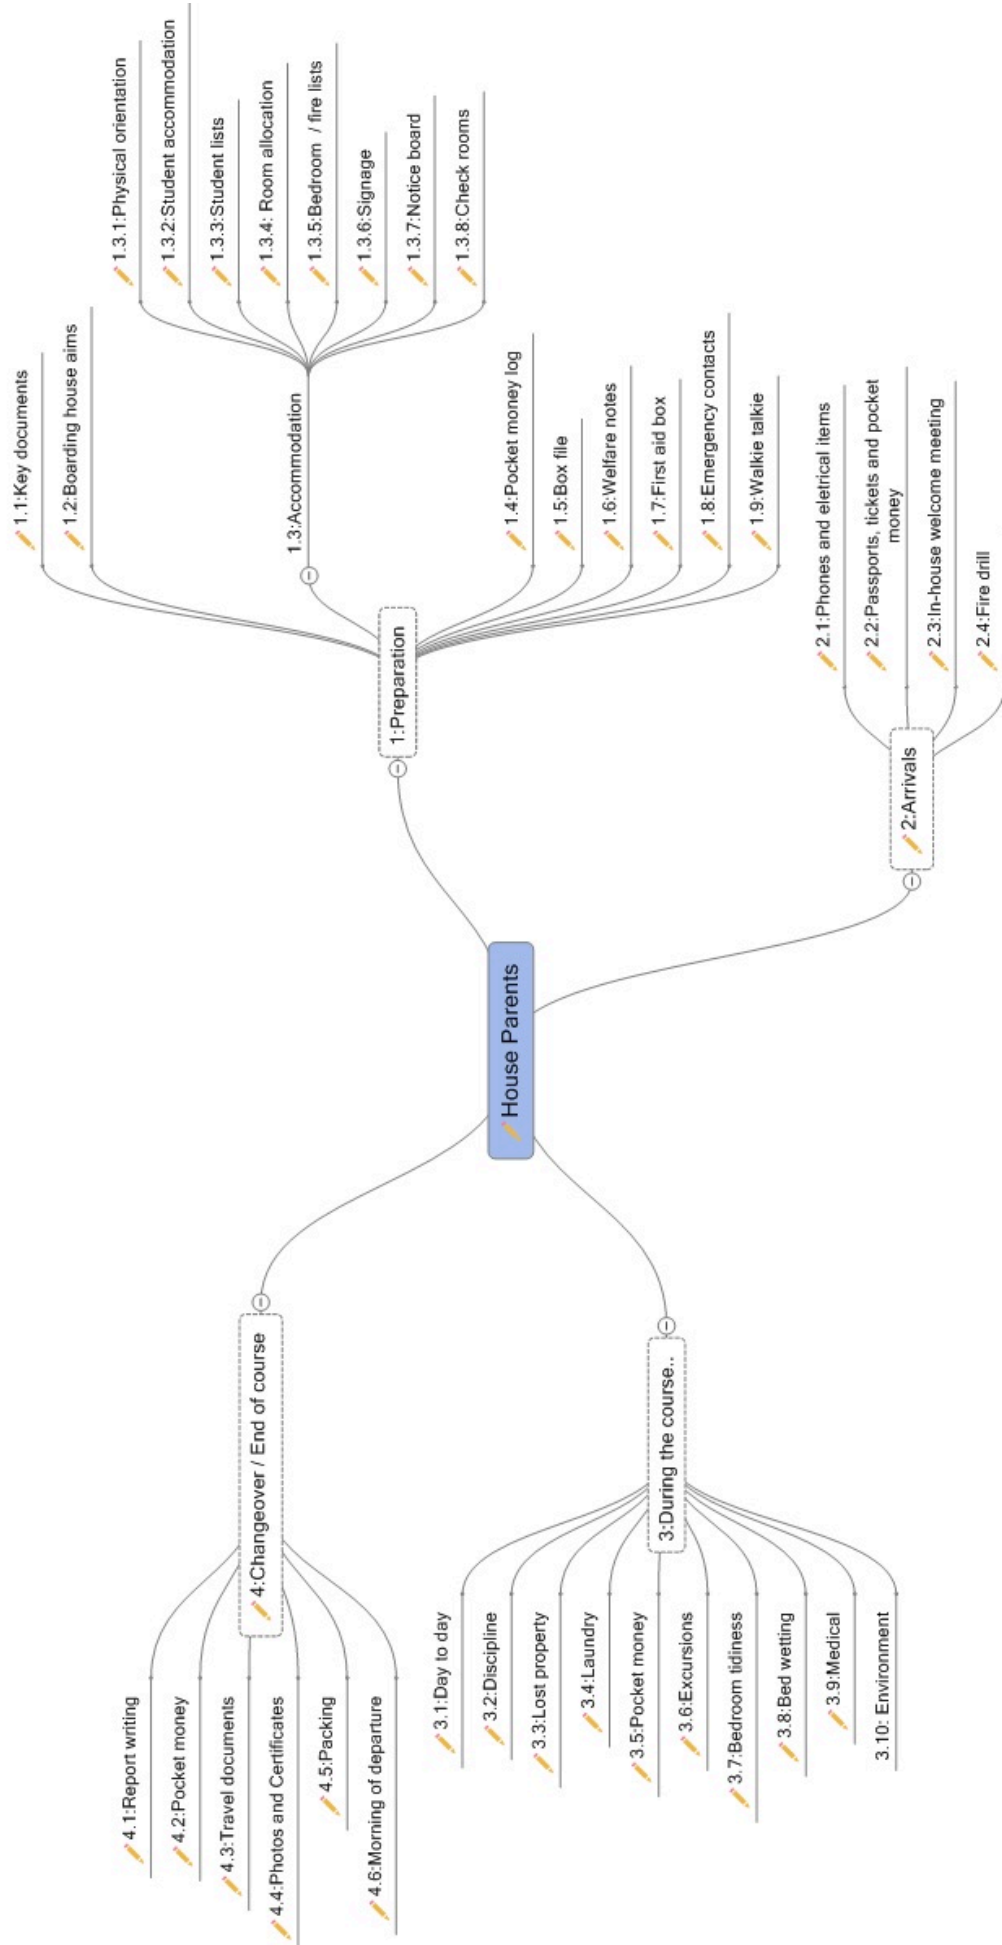 House Parents
1:Preparation
1.1:Key documents
1.2:Boarding house aims
1.3:Accommodation
1.3.1:Physical orientation
1.3.2:Student accommodation
1.3.3:Student lists
1.3.4: Room allocation
1.3.5:Bedroom / fire lists
1.3.6:Signage
1.3.7:Notice board
1.3.8:Check rooms
1.4:Pocket money log
1.5:Box file
1.6:Welfare notes
1.7:First aid box
1.8:Emergency contacts
1.9:Walkie talkie
2:Arrivals
2.1:Phones and eletrical items
2.2:Passports, tickets and pocket
money
2.3:In-house welcome meeting
2.4:Fire drill
3:During the course..
3.1:Day to day
3.2:Discipline
3.3:Lost property
3.4:Laundry
3.5:Pocket money
3.6:Excursions
3.7:Bedroom tidiness
3.8:Bed wetting
3.9:Medical
3.10: Environment
4:Changeover / End of course
4.1:Report writing
4.2:Pocket money
4.3:Travel documents
4.4:Photos and Certificates
4.5:Packing
4.6:Morning of departure